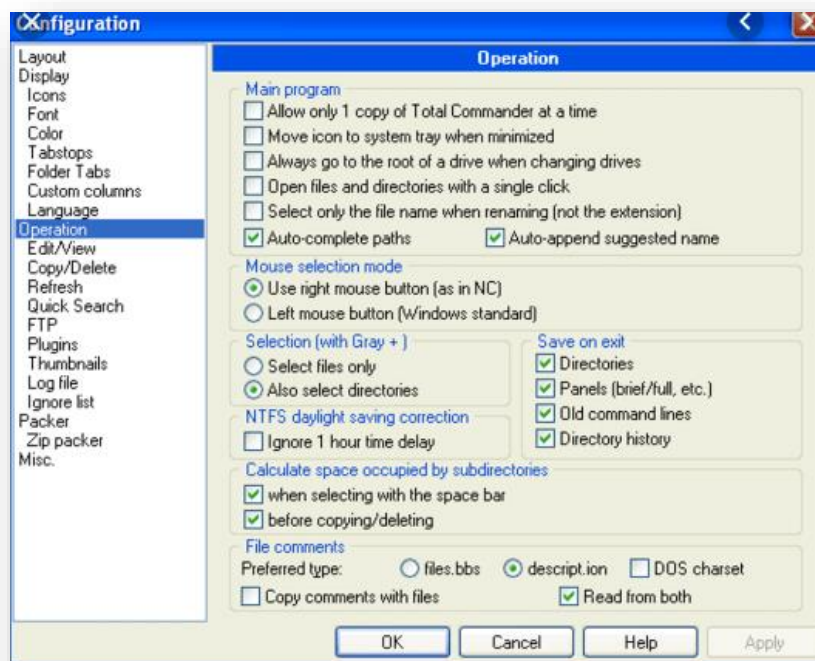 Configuration
Layout
Display
Icons
Font
Color
Tabstops
Folder Tabs
Custom columns
Language
Operation
Edit/View
Copy/Delete
Refresh
Quick Search
FTP
Plugins
Thumbnails
Log file
Ignore list
Packer
Zip packer
Misc.
Operation
Main program
Allow only 1 copy of Total Commander at a time
Move icon to system tray when minimized
Always go to the root of a drive when changing drives
Open files and directories with a single click
Select only the file name when renaming (not the extension)
Auto-complete paths Auto-append suggested name
Mouse selection mode
Use right mouse button (as in NC)
Left mouse button (Windows standard)
Selection (with Gray + )
Select files only
Also select directories
Save on exit
Directories
Panels (brief/full, etc.)
Old command lines
Directory history
NTFS daylight saving correction
Ignore 1 hour time delay
Calculate space occupied by subdirectories
when selecting with the space bar
before copying/deleting
File comments
Preferred type: files.bbs descript.ion DOS charset
Copy comments with files Read from both
OK Cancel Help Apply